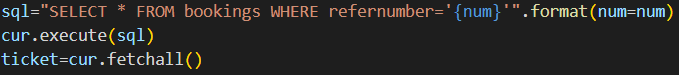 sql="SELECT * FROM bookings WHERE refernumber='{num}'".format(num=num)
cur.execute(sql)
ticket=cur.fetchall()